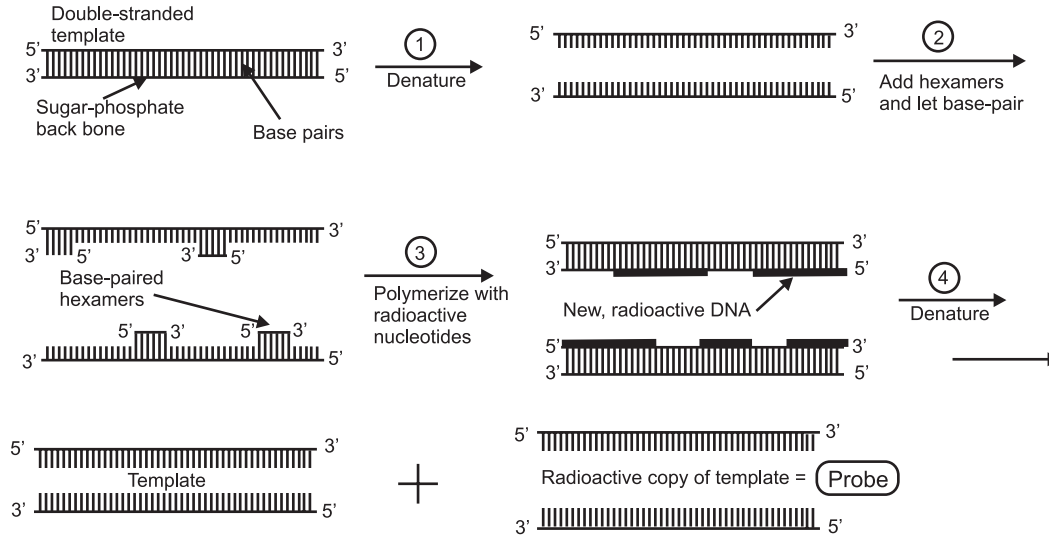 Double-stranded
template
5' 3'
3' 5'
Sugar-phosphate
back bone
Base pairs
1
Denature
5' 3'
3' 5'
2
Add hexamers
and let base-pair
5' 3'
3' 5' 3' 5'
Base-paired
hexamers
5' 3' 5' 3'
3' 5'
3
Polymerize with
radioactive
nucleotides
5' 3'
3' 5'
New, radioactive DNA
5' 3'
3' 5'
4
Denature
5' 3'
Template
3' 5'
+
5' 3'
Radioactive copy of template = Probe
3' 5'